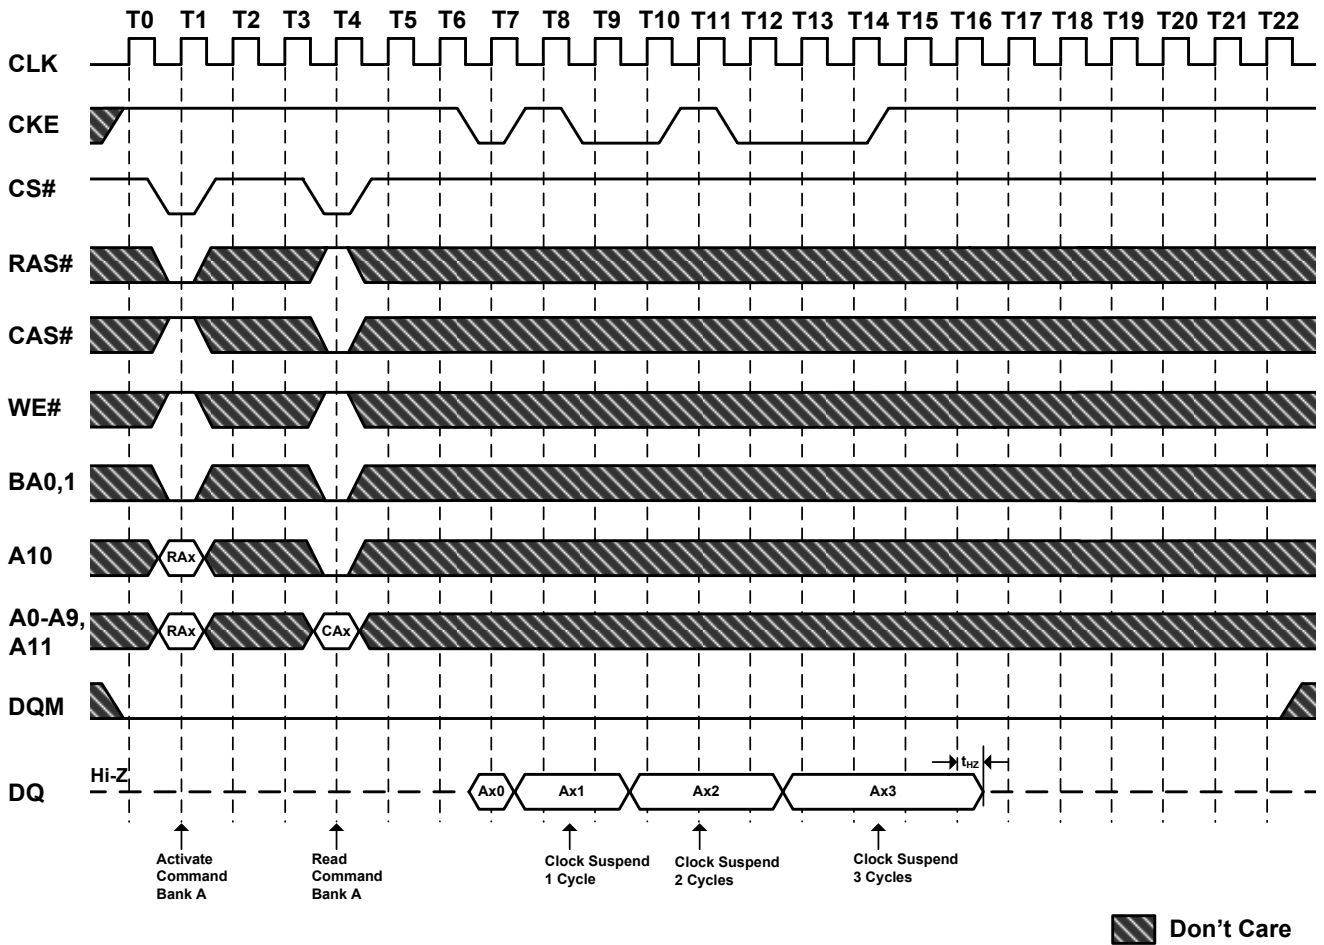 T0 T1 T2 T3 T4 T5 T6 T7 T8 T9 T10 T11 T12 T13 T14 T15 T16 T17 T18 T19 T20 T21 T22
CLK
CKE
CS#
RAS#
CAS#
WE#
BA0,1
A10
RAx
A0-A9,
A11
RAx CAx
DQM
tHZ
Hi-Z
DQ
Ax0 Ax1 Ax2 Ax3
Activate
Command
Bank A
Read
Command
Bank A
Clock Suspend
1 Cycle
Clock Suspend
2 Cycles
Clock Suspend
3 Cycles
Don't Care